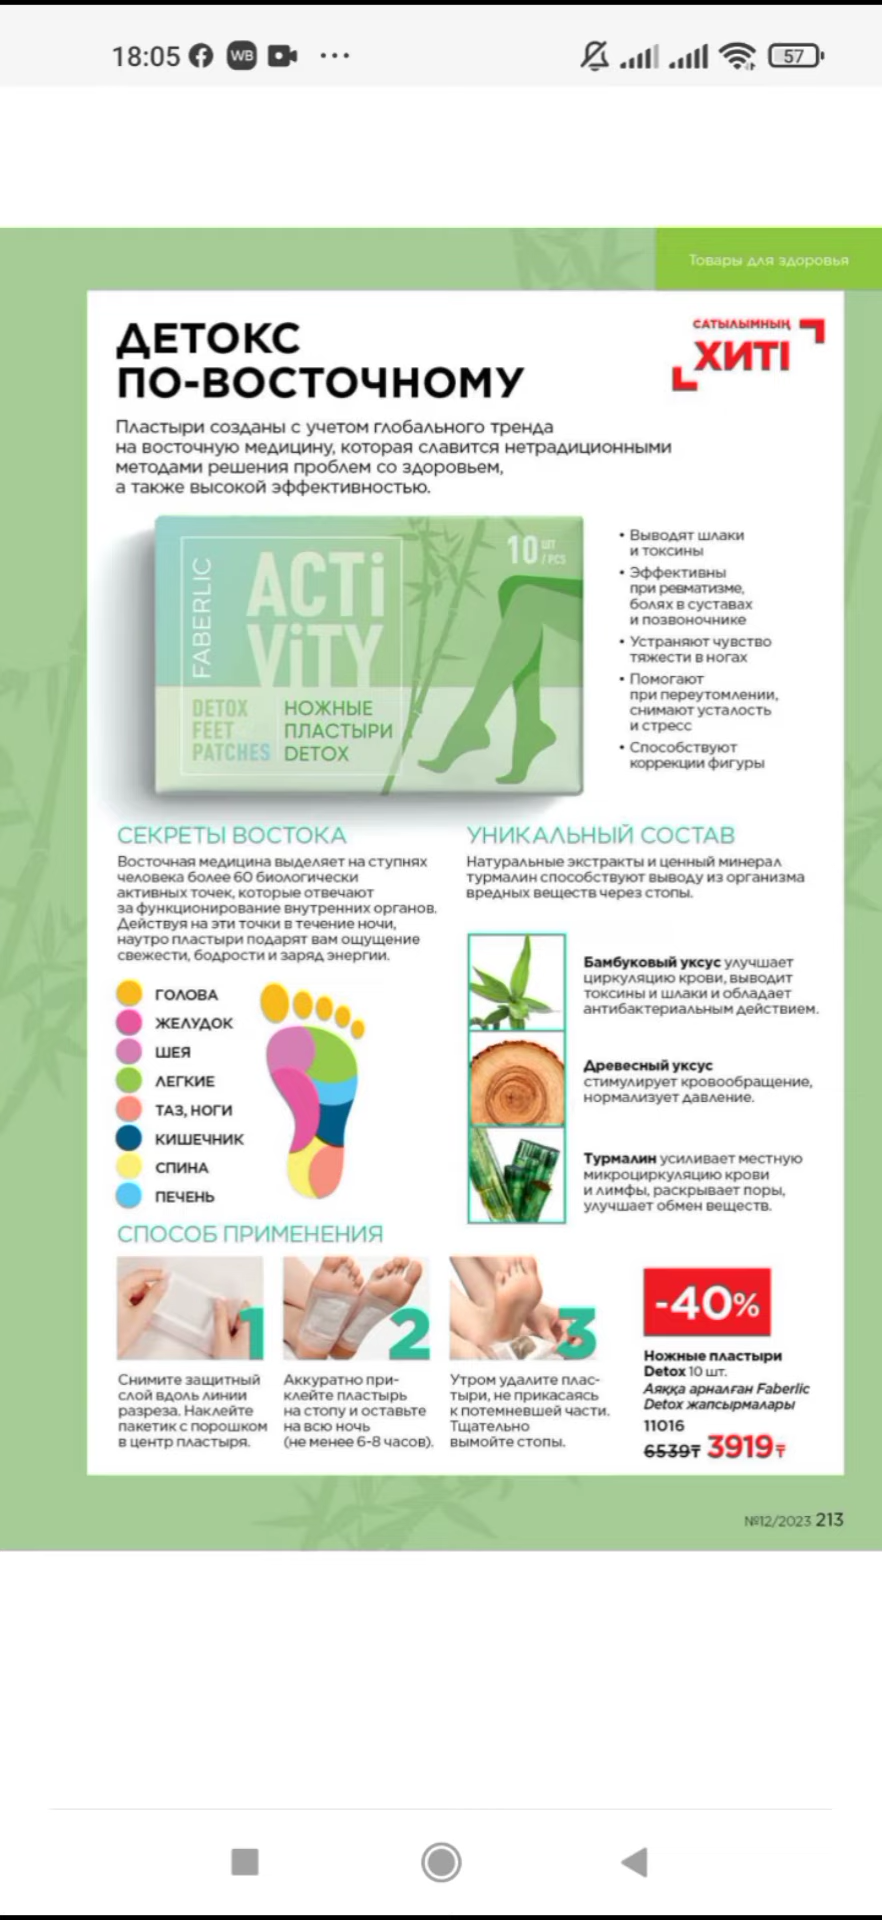 18:05
WB
57
Товары для здоровья
ДЕТОКС
ПО-ВОСТОЧНОМУ
САТЫЛЫМНЫҢ
ХИТІ
Пластыри созданы с учетом глобального тренда
на восточную медицину, которая славится нетрадиционными
методами решения проблем со здоровьем,
а также высокой эффективностью.
FABERLIC
ACTiViTY
10 ШТ / PCS
DETOX
FEET
PATCHES
НОЖНЫЕ
ПЛАСТЫРИ
DETOX
• Выводят шлаки
и токсины
• Эффективны
при ревматизме,
болях в суставах
и позвоночнике
• Устраняют чувство
тяжести в ногах
• Помогают
при переутомлении,
снимают усталость
и стресс
• Способствуют
коррекции фигуры
СЕКРЕТЫ ВОСТОКА
Восточная медицина выделяет на ступнях
человека более 60 биологически
активных точек, которые отвечают
за функционирование внутренних органов.
Действуя на эти точки в течение ночи,
наутро пластыри подарят вам ощущение
свежести, бодрости и заряд энергии.
ГОЛОВА
ЖЕЛУДОК
ШЕЯ
ЛЕГКИЕ
ТАЗ, НОГИ
КИШЕЧНИК
СПИНА
ПЕЧЕНЬ
УНИКАЛЬНЫЙ СОСТАВ
Натуральные экстракты и ценный минерал
турмалин способствуют выводу из организма
вредных веществ через стопы.
Бамбуковый уксус улучшает
циркуляцию крови, выводит
токсины и шлаки и обладает
антибактериальным действием.
Древесный уксус
стимулирует кровообращение,
нормализует давление.
Турмалин усиливает местную
микроциркуляцию крови
и лимфы, раскрывает поры,
улучшает обмен веществ.
СПОСОБ ПРИМЕНЕНИЯ
1
Снимите защитный
слой вдоль линии
разреза. Наклейте
пакетик с порошком
в центр пластыря.
2
Аккуратно при-
клейте пластырь
на стопу и оставьте
на всю ночь
(не менее 6-8 часов).
3
Утром удалите плас-
тыри, не прикасаясь
к потемневшей части.
Тщательно
вымойте стопы.
-40%
Ножные пластыри
Detox 10 шт.
Аяққа арналған Faberlic
Detox жапсырмалары
11016
6539₸ 3919₸
№12/2023 213